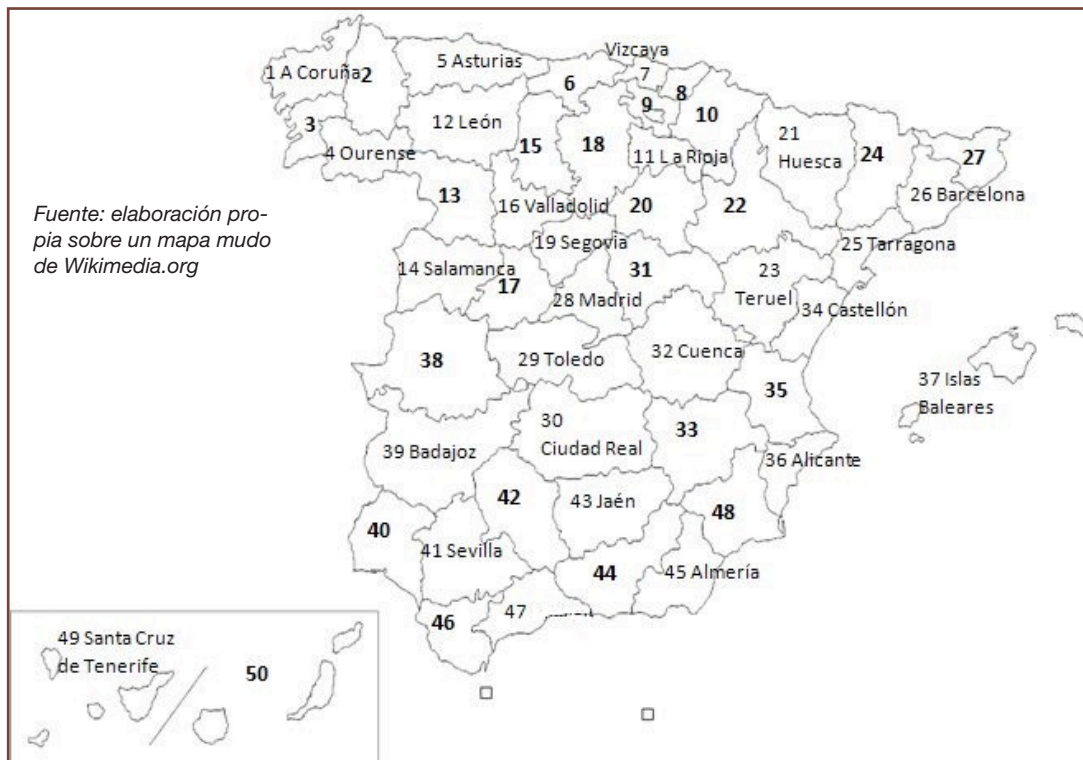 Vizcaya
1 A Coruña
2
5 Asturias
6
7
8
9
10
3
4 Ourense
12 León
15
18
11 La Rioja
21
Huesca
24
27
26 Barcelona
Fuente: elaboración pro-
pia sobre un mapa mudo
de Wikimedia.org
13
16 Valladolid
20
22
19 Segovia
25 Tarragona
14 Salamanca
17
28 Madrid
31
23
Teruel
34 Castellón
38
29 Toledo
32 Cuenca
35
37 Islas
Baleares
39 Badajoz
30
Ciudad Real
33
36 Alicante
42
43 Jaén
48
40
41 Sevilla
44
45 Almería
46
47
49 Santa Cruz
de Tenerife
50